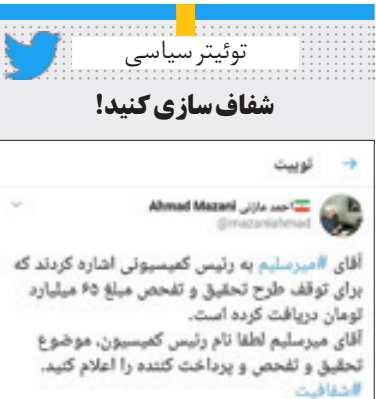 توئیتر سیاسی
شفاف‌سازی کنید!
توییت
احمد مازنی Ahmad Mazani
@mazaniahmad
آقای #میرسلیم به رئیس کمیسیونی اشاره کردند که
برای توقف طرح تحقیق و تفحص مبلغ ۶۵ میلیارد
تومان دریافت کرده است.
آقای میرسلیم لطفا نام رئیس کمیسیون، موضوع
تحقیق و تفحص و پرداخت کننده را اعلام کنید.
#شفافیت